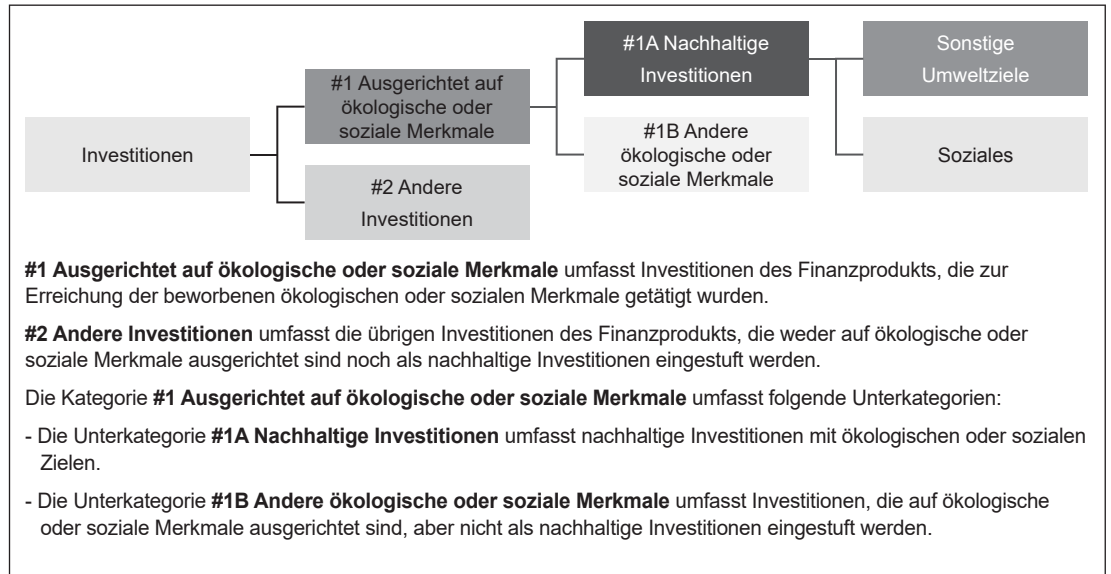 #1A Nachhaltige
Investitionen
Sonstige
Umweltziele
#1 Ausgerichtet auf
ökologische oder
soziale Merkmale
Investitionen
#1B Andere
ökologische oder
soziale Merkmale
Soziales
#2 Andere
Investitionen
#1 Ausgerichtet auf ökologische oder soziale Merkmale umfasst Investitionen des Finanzprodukts, die zur
Erreichung der beworbenen ökologischen oder sozialen Merkmale getätigt wurden.
#2 Andere Investitionen umfasst die übrigen Investitionen des Finanzprodukts, die weder auf ökologische oder
soziale Merkmale ausgerichtet sind noch als nachhaltige Investitionen eingestuft werden.
Die Kategorie #1 Ausgerichtet auf ökologische oder soziale Merkmale umfasst folgende Unterkategorien:
- Die Unterkategorie #1A Nachhaltige Investitionen umfasst nachhaltige Investitionen mit ökologischen oder sozialen
Zielen.
- Die Unterkategorie #1B Andere ökologische oder soziale Merkmale umfasst Investitionen, die auf ökologische
oder soziale Merkmale ausgerichtet sind, aber nicht als nachhaltige Investitionen eingestuft werden.